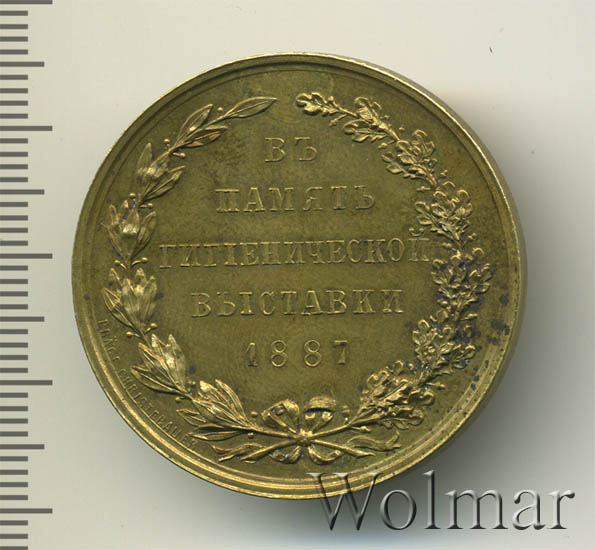 ВЪ
ПАМЯТЬ
ГИГІЕНИЧЕСКОЙ
ВЫСТАВКИ
1887
Wolmar